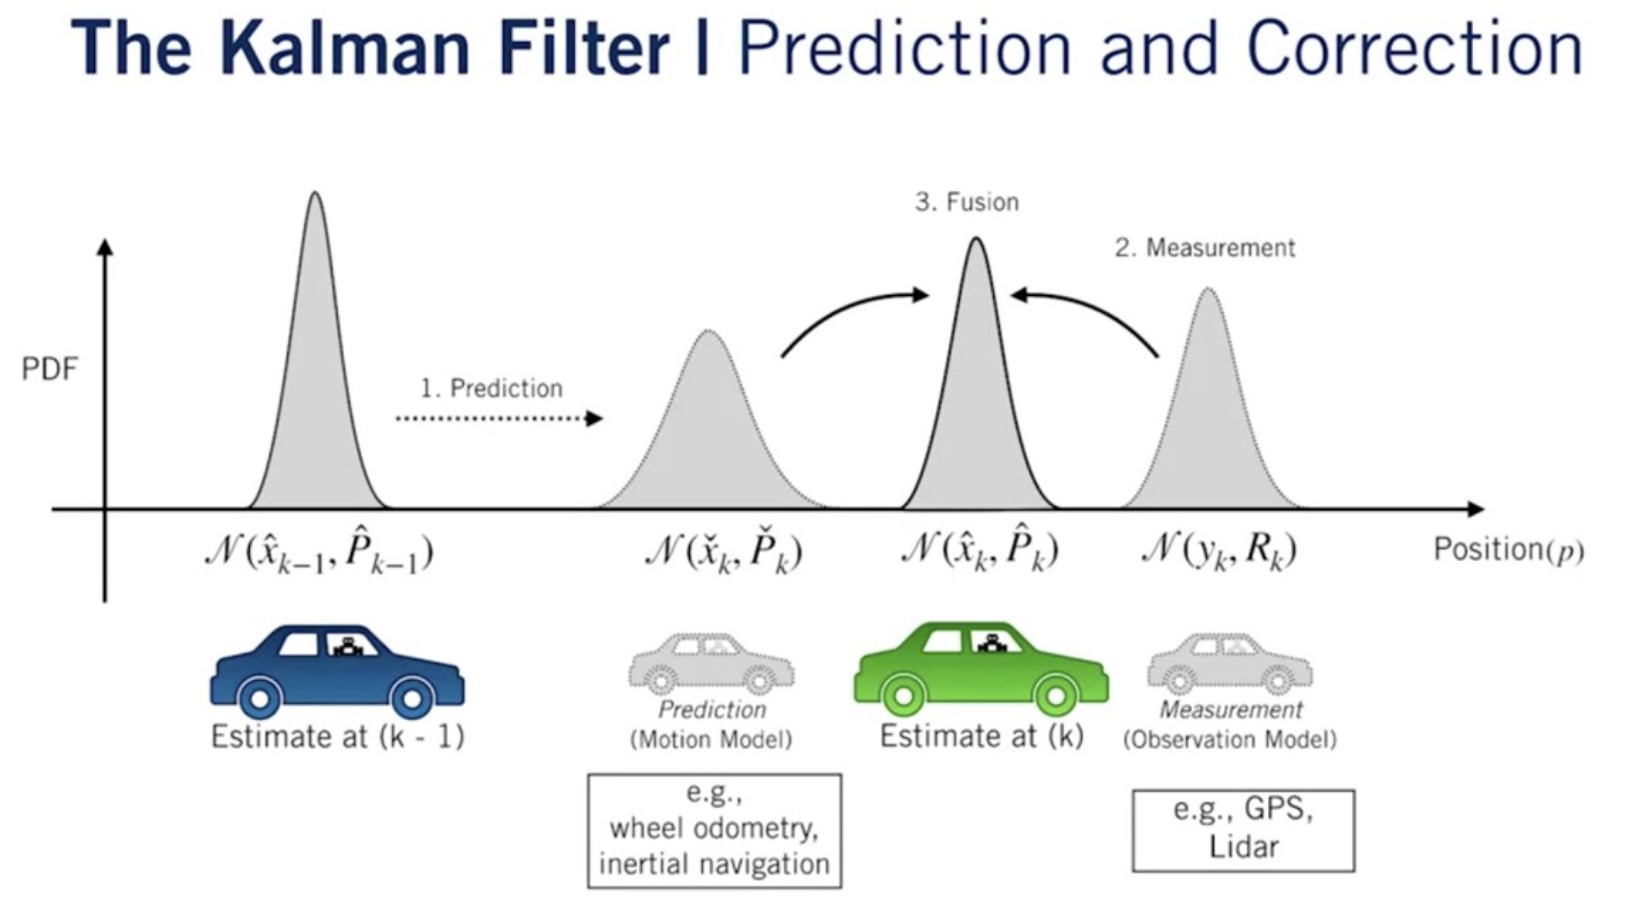 The Kalman Filter | Prediction and Correction
3. Fusion
2. Measurement
PDF
1. Prediction
𝒩(x̂ₖ₋₁, P̂ₖ₋₁)
𝒩(x̌ₖ, P̌ₖ)
𝒩(x̂ₖ, P̂ₖ)
𝒩(yₖ, Rₖ)
Position(p)
Estimate at (k - 1)
Prediction
(Motion Model)
Estimate at (k)
Measurement
(Observation Model)
e.g.,
wheel odometry,
inertial navigation
e.g., GPS,
Lidar